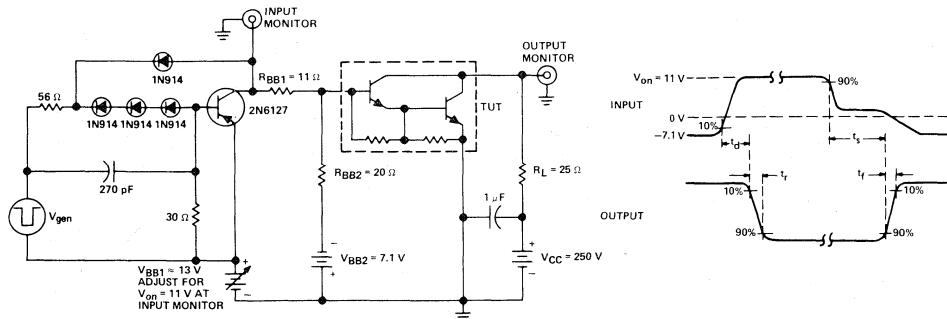 INPUT
MONITOR
1N914
56 Ω
1N914 1N914 1N914
2N6127
270 pF
30 Ω
Vgen
VBB1 ≈ 13 V
ADJUST FOR
Von = 11 V AT
INPUT MONITOR
RBB1 = 11 Ω
RBB2 = 20 Ω
VBB2 = 7.1 V
TUT
OUTPUT
MONITOR
RL = 25 Ω
1 μF
VCC = 250 V
Von = 11 V
INPUT
0 V
−7.1 V
10%
90%
td
ts
tr
tf
OUTPUT
10%
10%
90%
90%